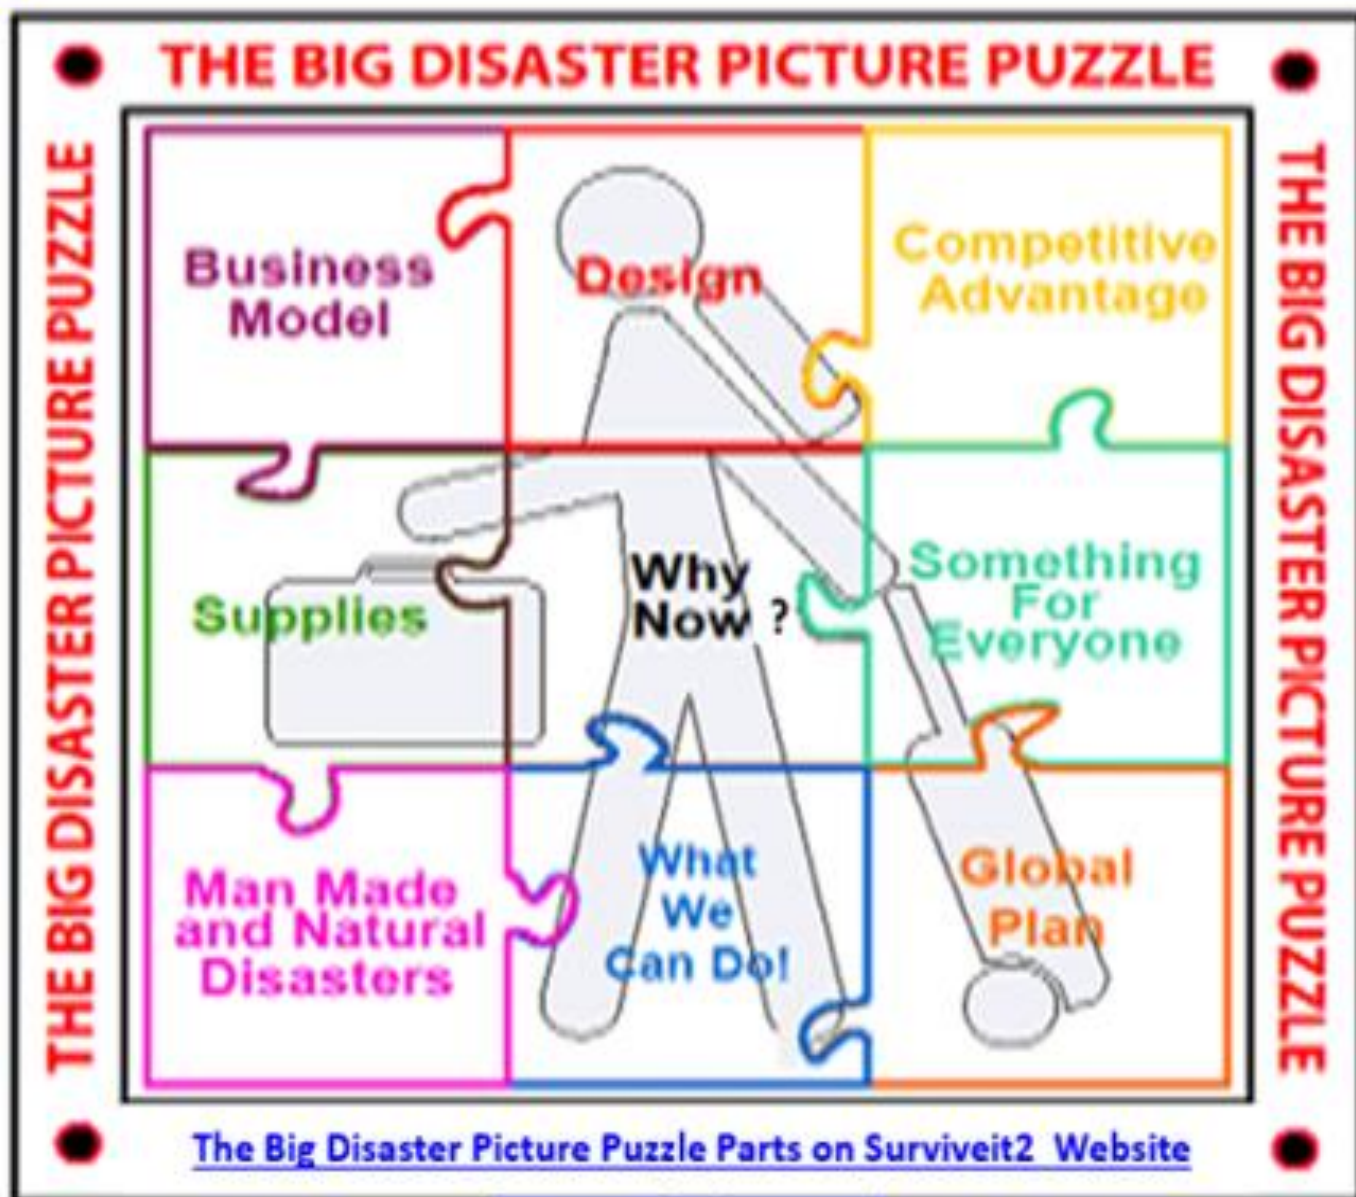 THE BIG DISASTER PICTURE PUZZLE
THE BIG DISASTER PICTURE PUZZLE
THE BIG DISASTER PICTURE PUZZLE
Business
Model
Design
Competitive
Advantage
Supplies
Why
Now ?
Something
For
Everyone
Man Made
and Natural
Disasters
What
We
Can Do!
Global
Plan
The Big Disaster Picture Puzzle Parts on Surviveit2 Website